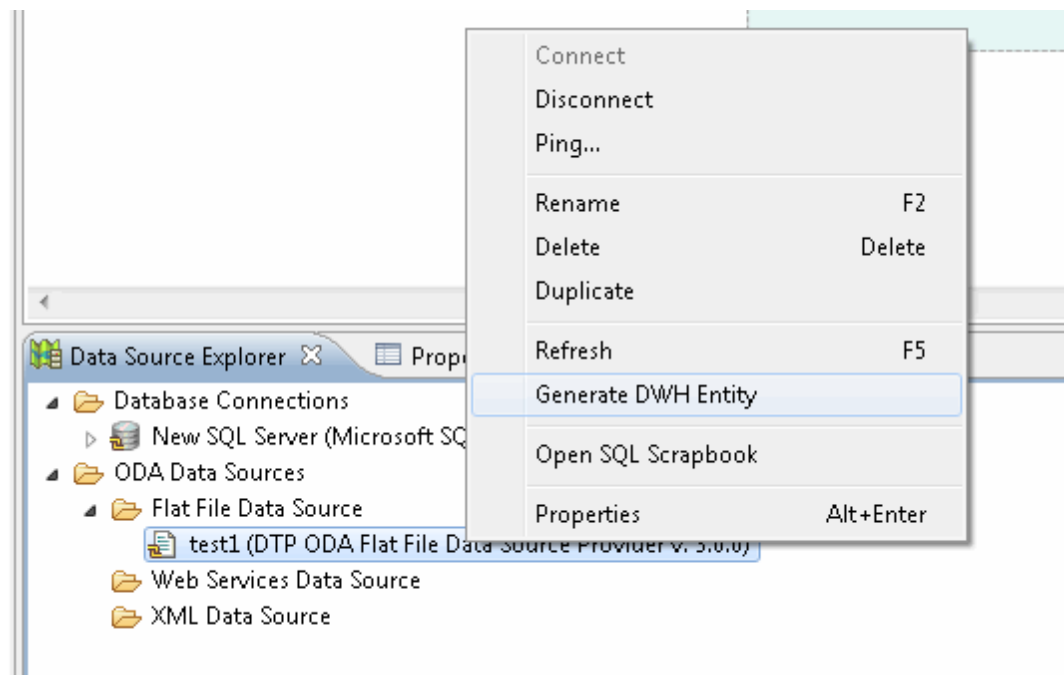 Connect
Disconnect
Ping...
Rename F2
Delete Delete
Duplicate
Refresh F5
Generate DWH Entity
Open SQL Scrapbook
Properties Alt+Enter
Data Source Explorer
Database Connections
New SQL Server (Microsoft
ODA Data Sources
Flat File Data Source
test1 (DTP ODA Flat File Data Source Provider v. 3.0.0)
Web Services Data Source
XML Data Source